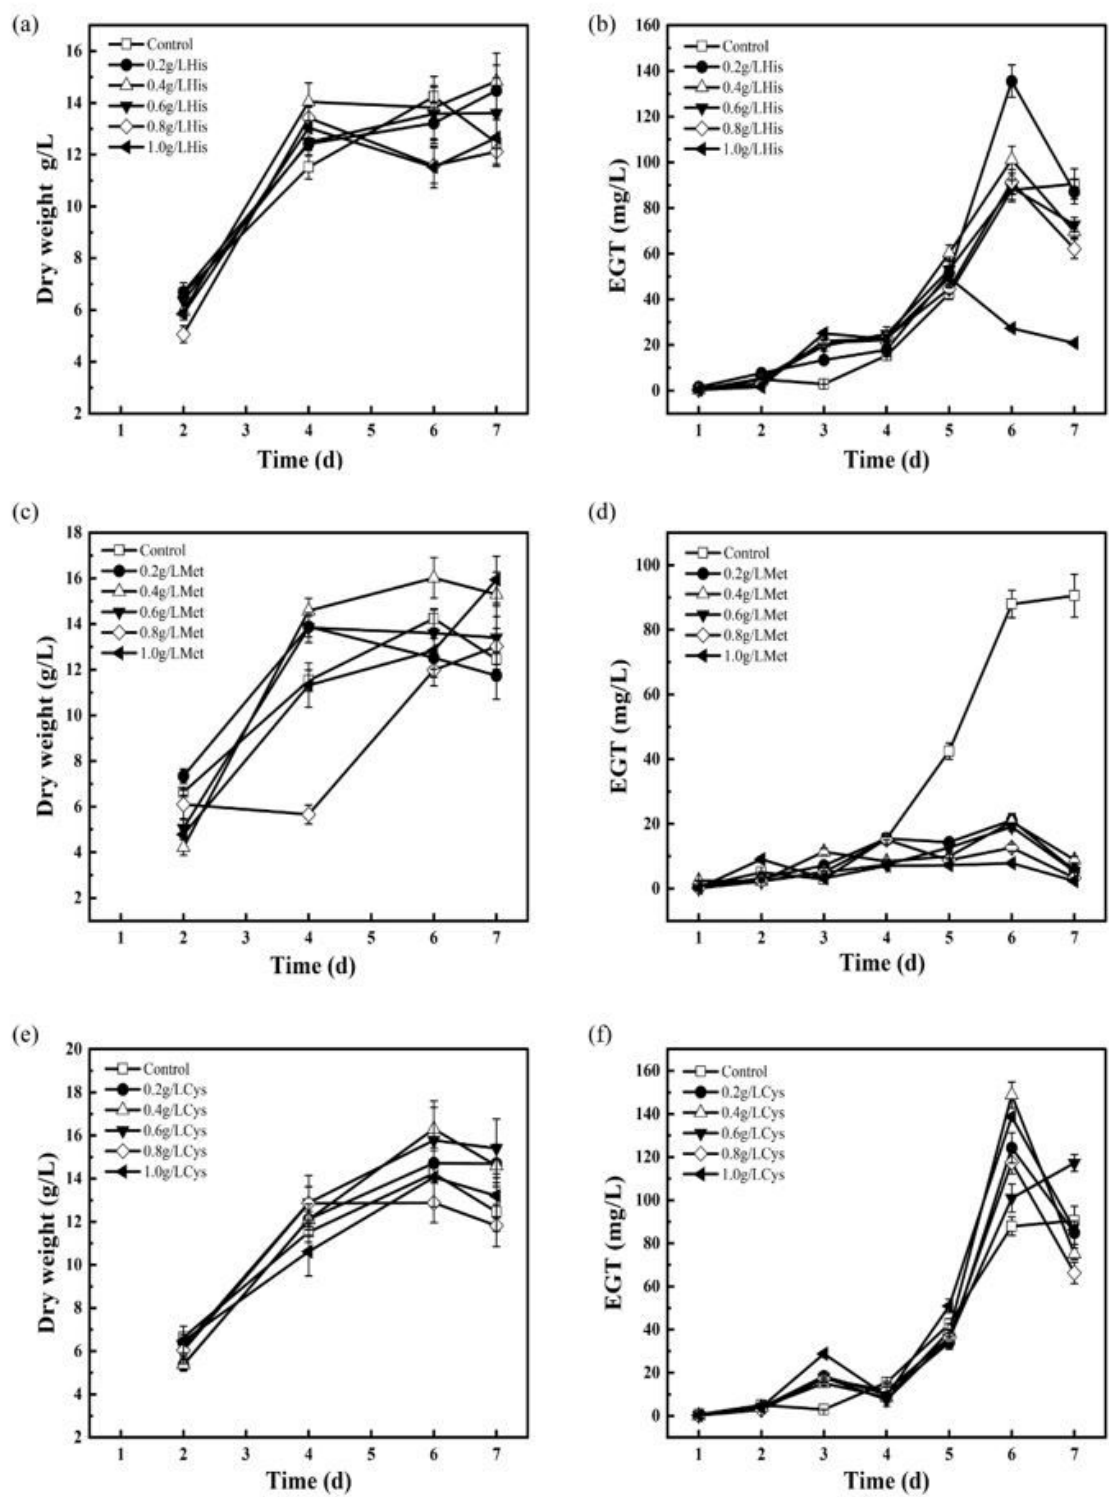 (a)
16
14
12
10
8
6
4
2
Dry weight g/L
Control
0.2g/LHis
0.4g/LHis
0.6g/LHis
0.8g/LHis
1.0g/LHis
1 2 3 4 5 6 7
Time (d)
(b)
160
140
120
100
80
60
40
20
0
EGT (mg/L)
Control
0.2g/LHis
0.4g/LHis
0.6g/LHis
0.8g/LHis
1.0g/LHis
1 2 3 4 5 6 7
Time (d)
(c)
18
16
14
12
10
8
6
4
2
Dry weight (g/L)
Control
0.2g/LMet
0.4g/LMet
0.6g/LMet
0.8g/LMet
1.0g/LMet
1 2 3 4 5 6 7
Time (d)
(d)
100
80
60
40
20
0
EGT (mg/L)
Control
0.2g/LMet
0.4g/LMet
0.6g/LMet
0.8g/LMet
1.0g/LMet
1 2 3 4 5 6 7
Time (d)
(e)
20
18
16
14
12
10
8
6
4
2
Dry weight (g/L)
Control
0.2g/LCys
0.4g/LCys
0.6g/LCys
0.8g/LCys
1.0g/LCys
1 2 3 4 5 6 7
Time (d)
(f)
160
140
120
100
80
60
40
20
0
EGT (mg/L)
Control
0.2g/LCys
0.4g/LCys
0.6g/LCys
0.8g/LCys
1.0g/LCys
1 2 3 4 5 6 7
Time (d)